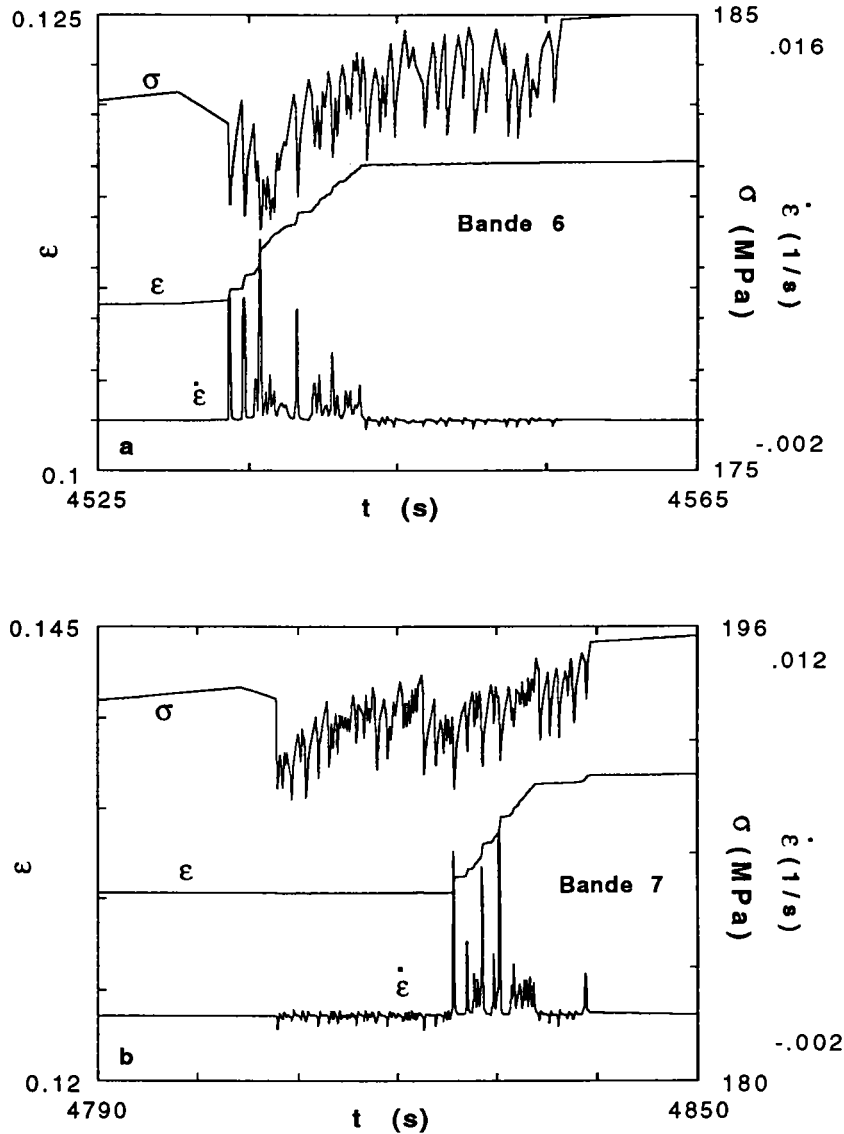 0.125
185
.016
σ
ε
Bande 6
ε
σ (MPa)
ε̇ (1/s)
ε̇
a
-.002
0.1
175
4525
t (s)
4565
0.145
196
.012
σ
ε
ε
Bande 7
σ (MPa)
ε̇ (1/s)
ε̇
b
-.002
0.12
180
4790
t (s)
4850